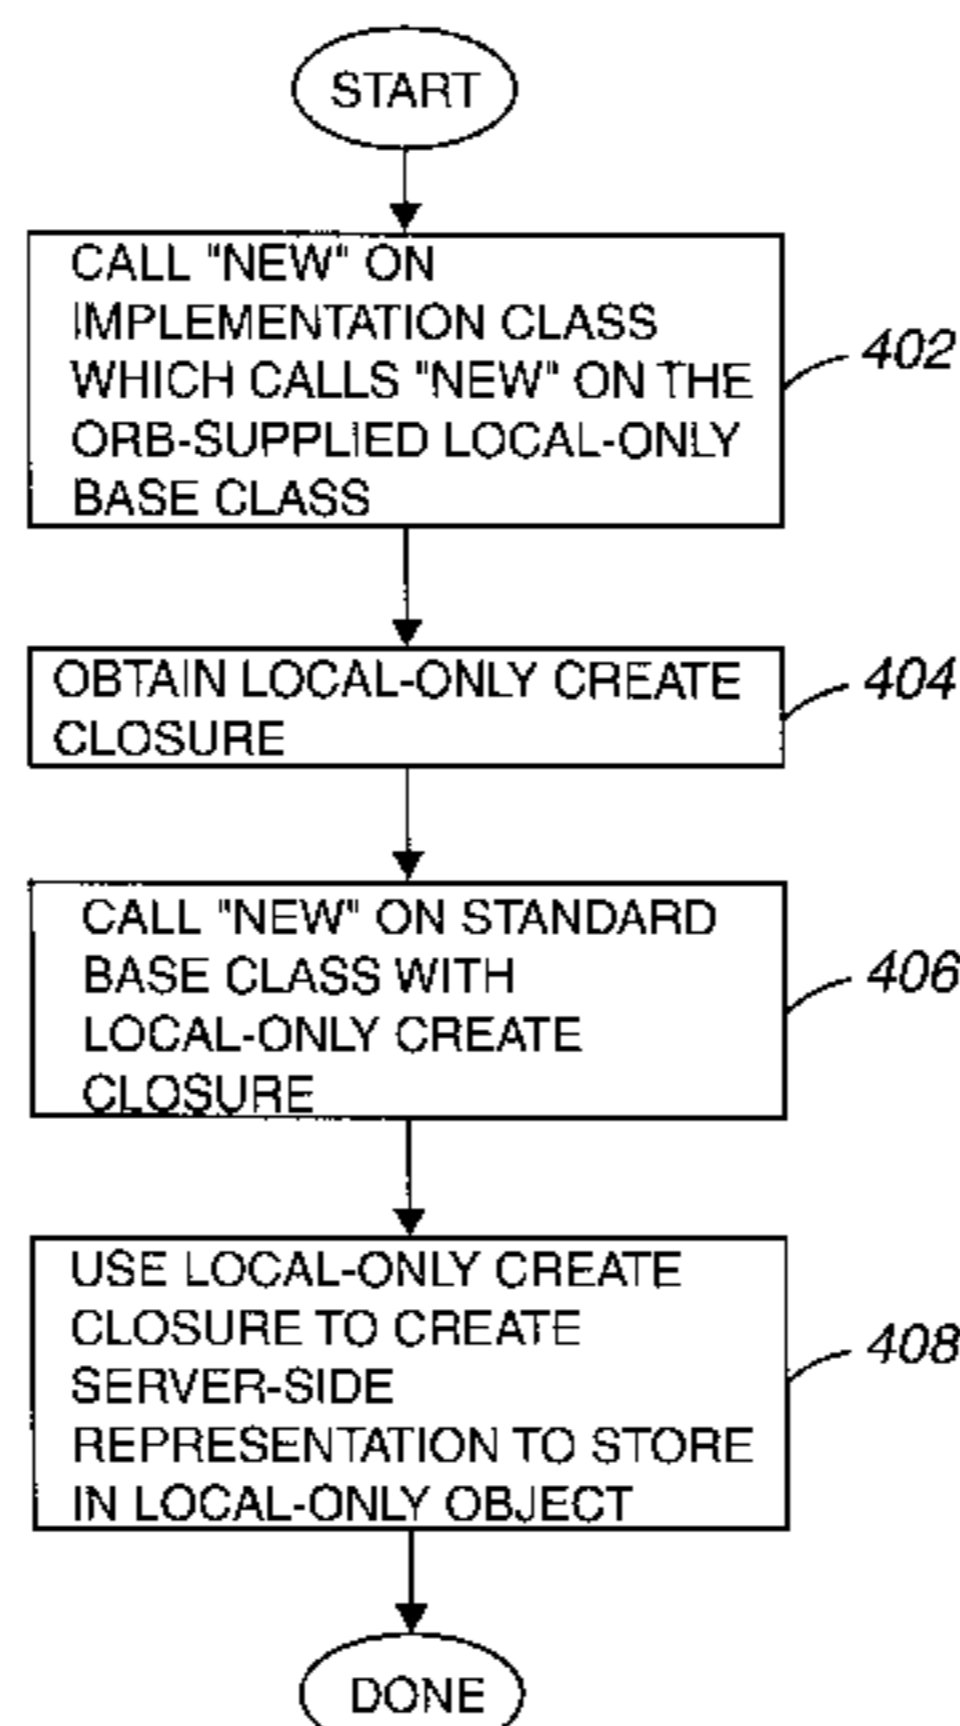 START
CALL "NEW" ON
IMPLEMENTATION CLASS
WHICH CALLS "NEW" ON THE
ORB-SUPPLIED LOCAL-ONLY
BASE CLASS
402
OBTAIN LOCAL-ONLY CREATE
CLOSURE
404
CALL "NEW" ON STANDARD
BASE CLASS WITH
LOCAL-ONLY CREATE
CLOSURE
406
USE LOCAL-ONLY CREATE
CLOSURE TO CREATE
SERVER-SIDE
REPRESENTATION TO STORE
IN LOCAL-ONLY OBJECT
408
DONE